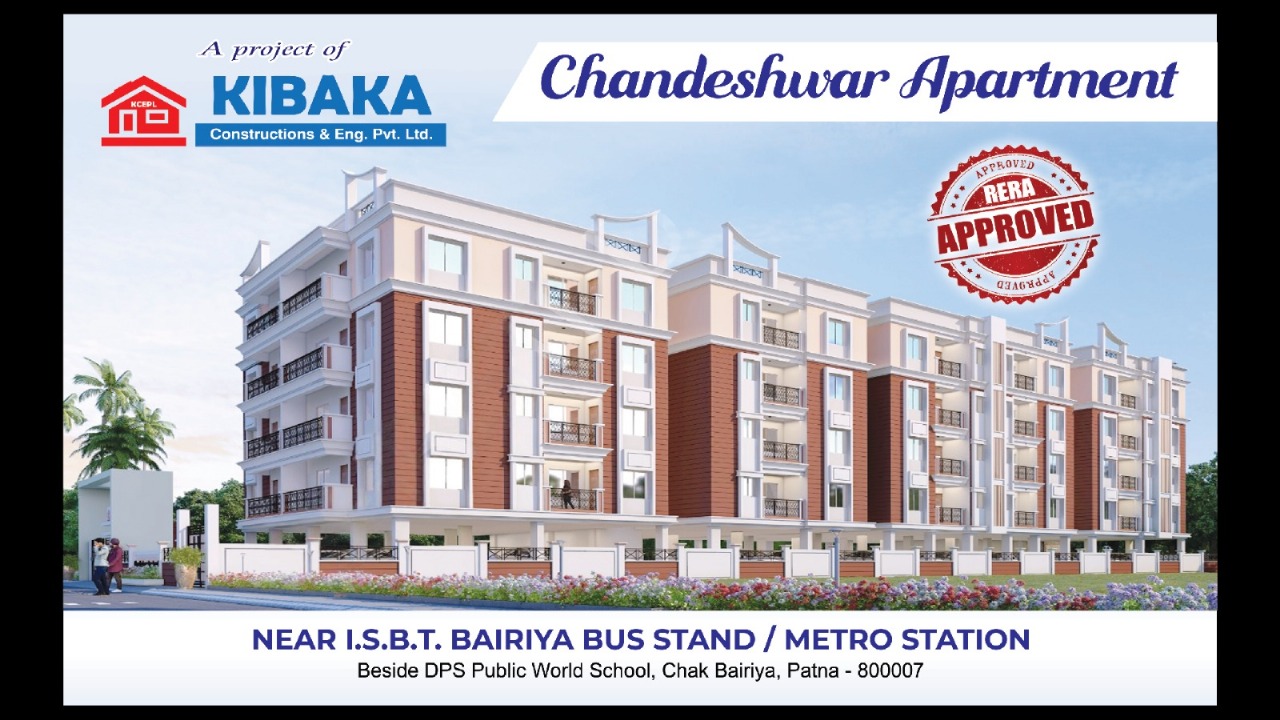 A project of
KCEPL
KIBAKA
Constructions & Eng. Pvt. Ltd.
Chandeshwar Apartment
APPROVED
RERA
APPROVED
APPROVED
NEAR I.S.B.T. BAIRIYA BUS STAND / METRO STATION
Beside DPS Public World School, Chak Bairiya, Patna - 800007